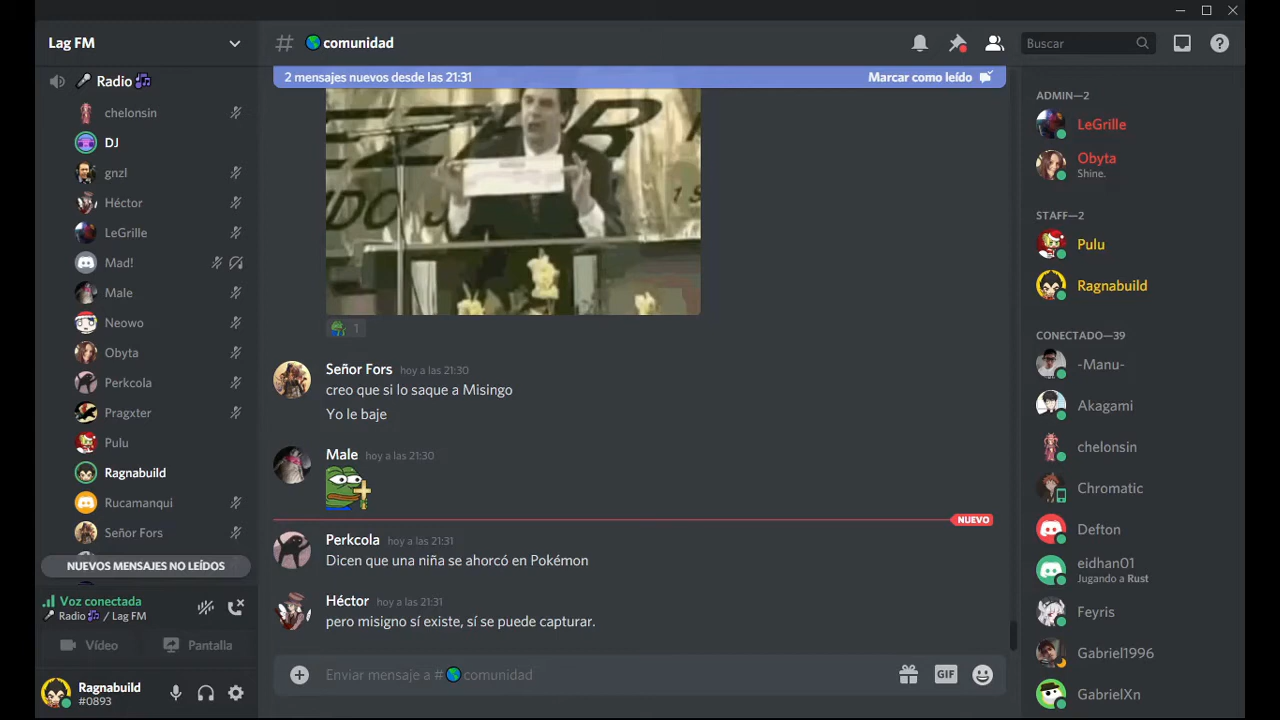 Lag FM
Radio
chelonsin
DJ
gnzl
Héctor
LeGrille
Mad!
Male
Neowo
Obyta
Perkcola
Pragxter
Pulu
Ragnabuild
Rucamanqui
Señor Fors
NUEVOS MENSAJES NO LEÍDOS
Voz conectada
Radio / Lag FM
Vídeo
Pantalla
Ragnabuild
#0893
# comunidad
Buscar
2 mensajes nuevos desde las 21:31
Marcar como leído
1
Señor Fors hoy a las 21:30
creo que si lo saque a Misingo
Yo le baje
Male hoy a las 21:30
NUEVO
Perkcola hoy a las 21:31
Dicen que una niña se ahorcó en Pokémon
Héctor hoy a las 21:31
pero misigno sí existe, sí se puede capturar.
Enviar mensaje a # comunidad
GIF
ADMIN—2
LeGrille
Obyta
Shine.
STAFF—2
Pulu
Ragnabuild
CONECTADO—39
-Manu-
Akagami
chelonsin
Chromatic
Defton
eidhan01
Jugando a Rust
Feyris
Gabriel1996
GabrielXn